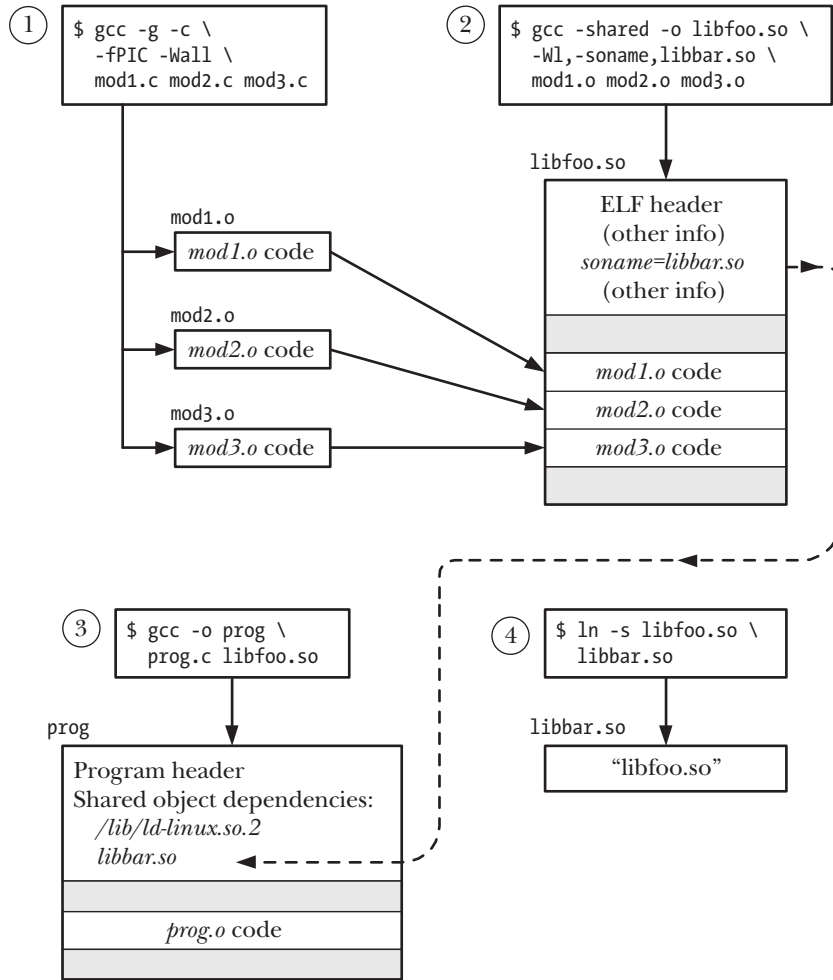 1
$ gcc -g -c \
-fPIC -Wall \
mod1.c mod2.c mod3.c
2
$ gcc -shared -o libfoo.so \
-Wl,-soname,libbar.so \
mod1.o mod2.o mod3.o
libfoo.so
ELF header
(other info)
soname=libbar.so
(other info)
mod1.o code
mod2.o code
mod3.o code
mod1.o
mod1.o code
mod2.o
mod2.o code
mod3.o
mod3.o code
3
$ gcc -o prog \
prog.c libfoo.so
prog
Program header
Shared object dependencies:
/lib/ld-linux.so.2
libbar.so
prog.o code
4
$ ln -s libfoo.so \
libbar.so
libbar.so
“libfoo.so”